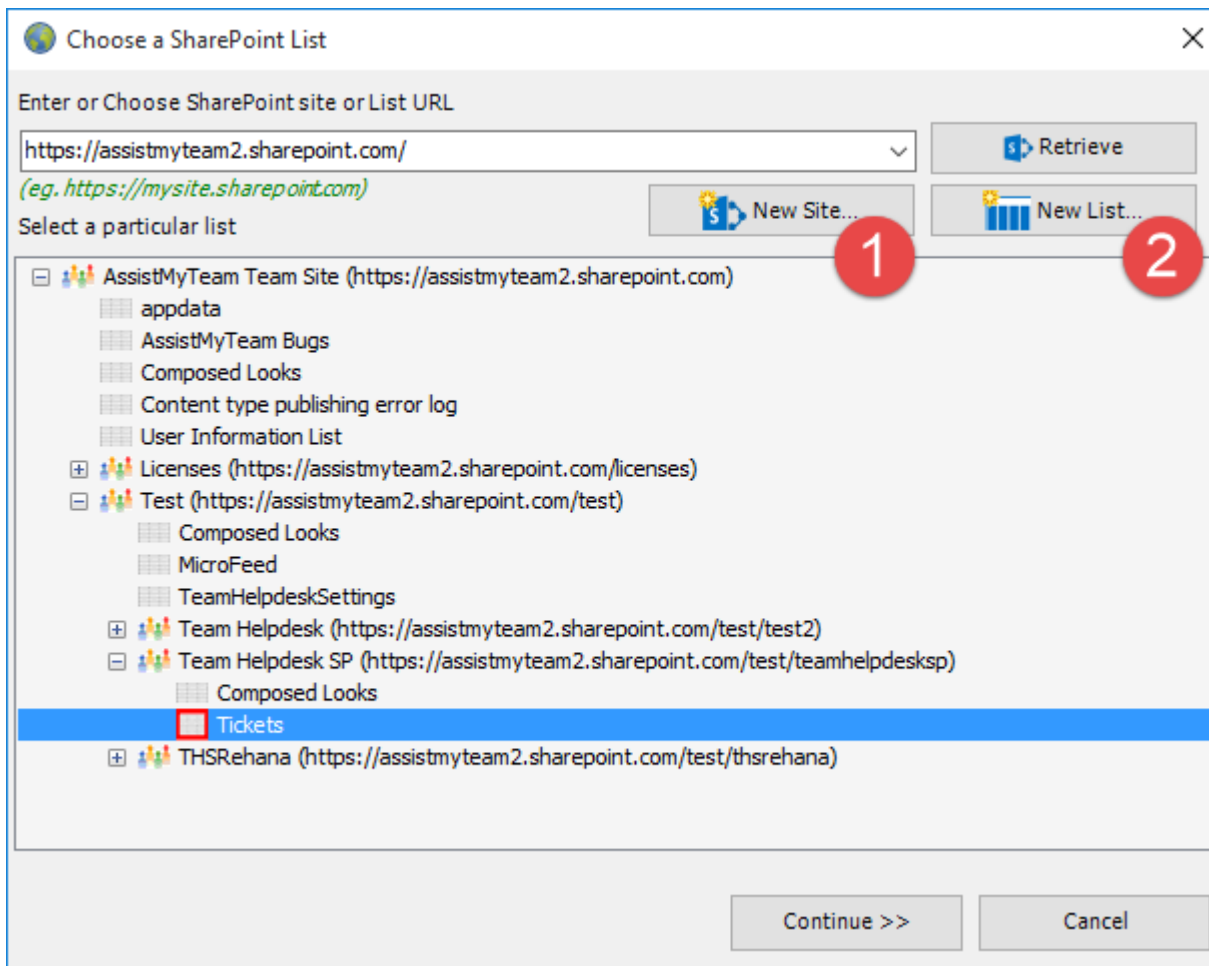 Choose a SharePoint List
Enter or Choose SharePoint site or List URL
https://assistmyteam2.sharepoint.com/
Retrieve
(eg. https://mysite.sharepoint.com)
New Site...
New List...
Select a particular list
1
2
AssistMyTeam Team Site (https://assistmyteam2.sharepoint.com)
appdata
AssistMyTeam Bugs
Composed Looks
Content type publishing error log
User Information List
Licenses (https://assistmyteam2.sharepoint.com/licenses)
Test (https://assistmyteam2.sharepoint.com/test)
Composed Looks
MicroFeed
TeamHelpdeskSettings
Team Helpdesk (https://assistmyteam2.sharepoint.com/test/test2)
Team Helpdesk SP (https://assistmyteam2.sharepoint.com/test/teamhelpdesksp)
Composed Looks
Tickets
THSRehana (https://assistmyteam2.sharepoint.com/test/thsrehana)
Continue >>
Cancel